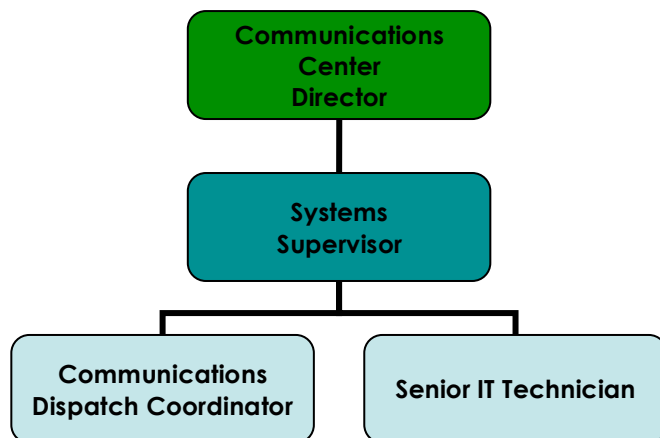 Communications
Center
Director
Systems
Supervisor
Communications
Dispatch Coordinator
Senior IT Technician